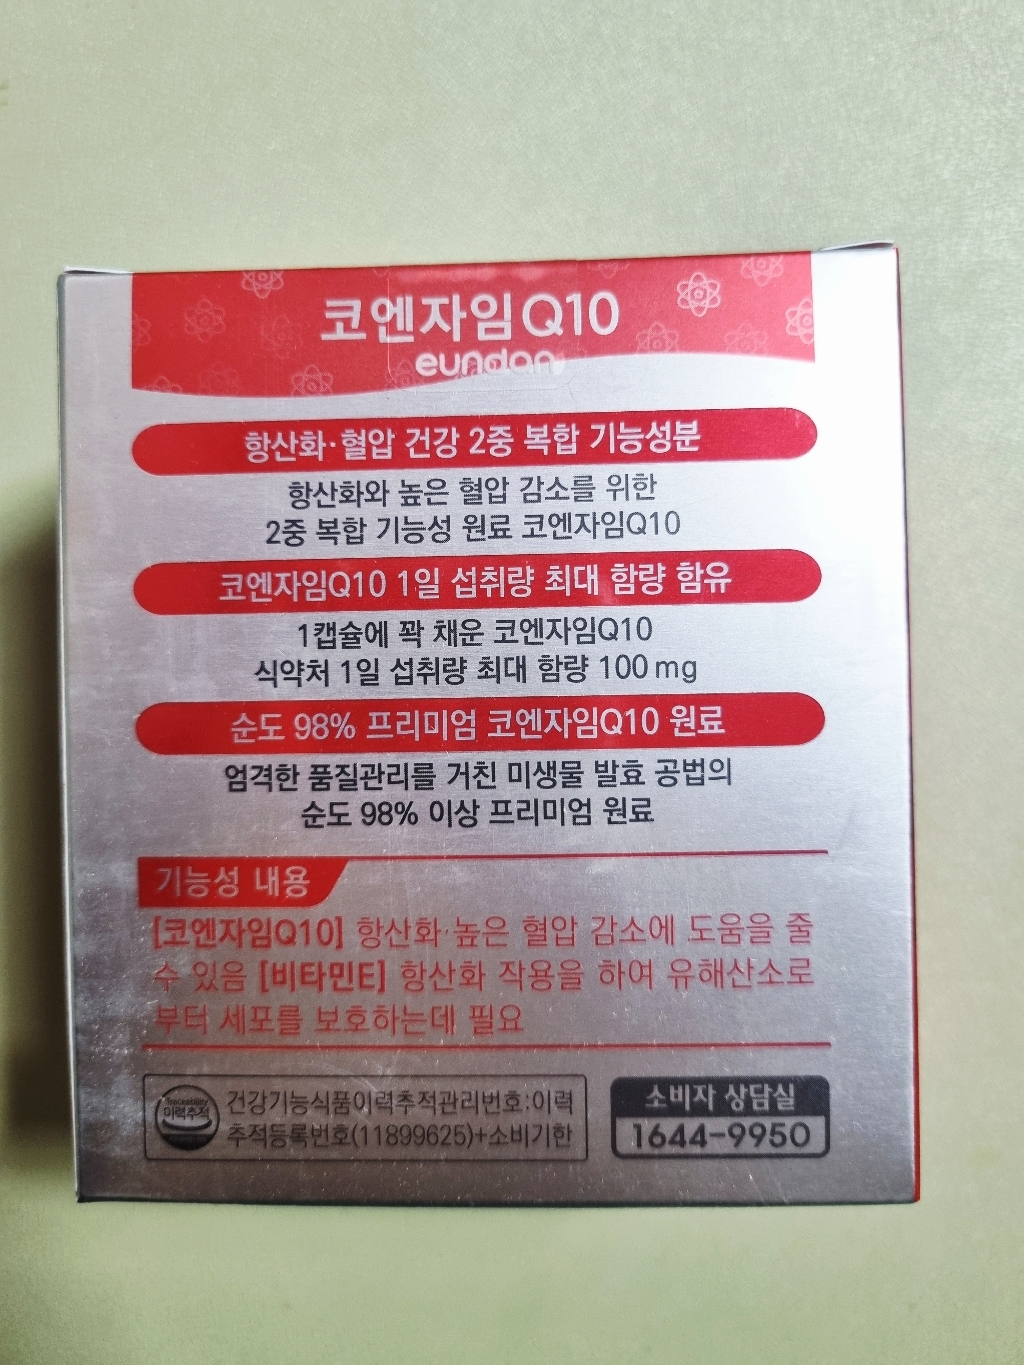 코엔자임Q10
eundan
항산화·혈압 건강 2중 복합 기능성분
항산화와 높은 혈압 감소를 위한
2중 복합 기능성 원료 코엔자임Q10
코엔자임Q10 1일 섭취량 최대 함량 함유
1캡슐에 꽉 채운 코엔자임Q10
식약처 1일 섭취량 최대 함량 100 mg
순도 98% 프리미엄 코엔자임Q10 원료
엄격한 품질관리를 거친 미생물 발효 공법의
순도 98% 이상 프리미엄 원료
기능성 내용
[코엔자임Q10] 항산화·높은 혈압 감소에 도움을 줄
수 있음 [비타민E] 항산화 작용을 하여 유해산소로
부터 세포를 보호하는데 필요
Traceability
이력추적
건강기능식품이력추적관리번호:이력
추적등록번호(11899625)+소비기한
소비자 상담실
1644-9950